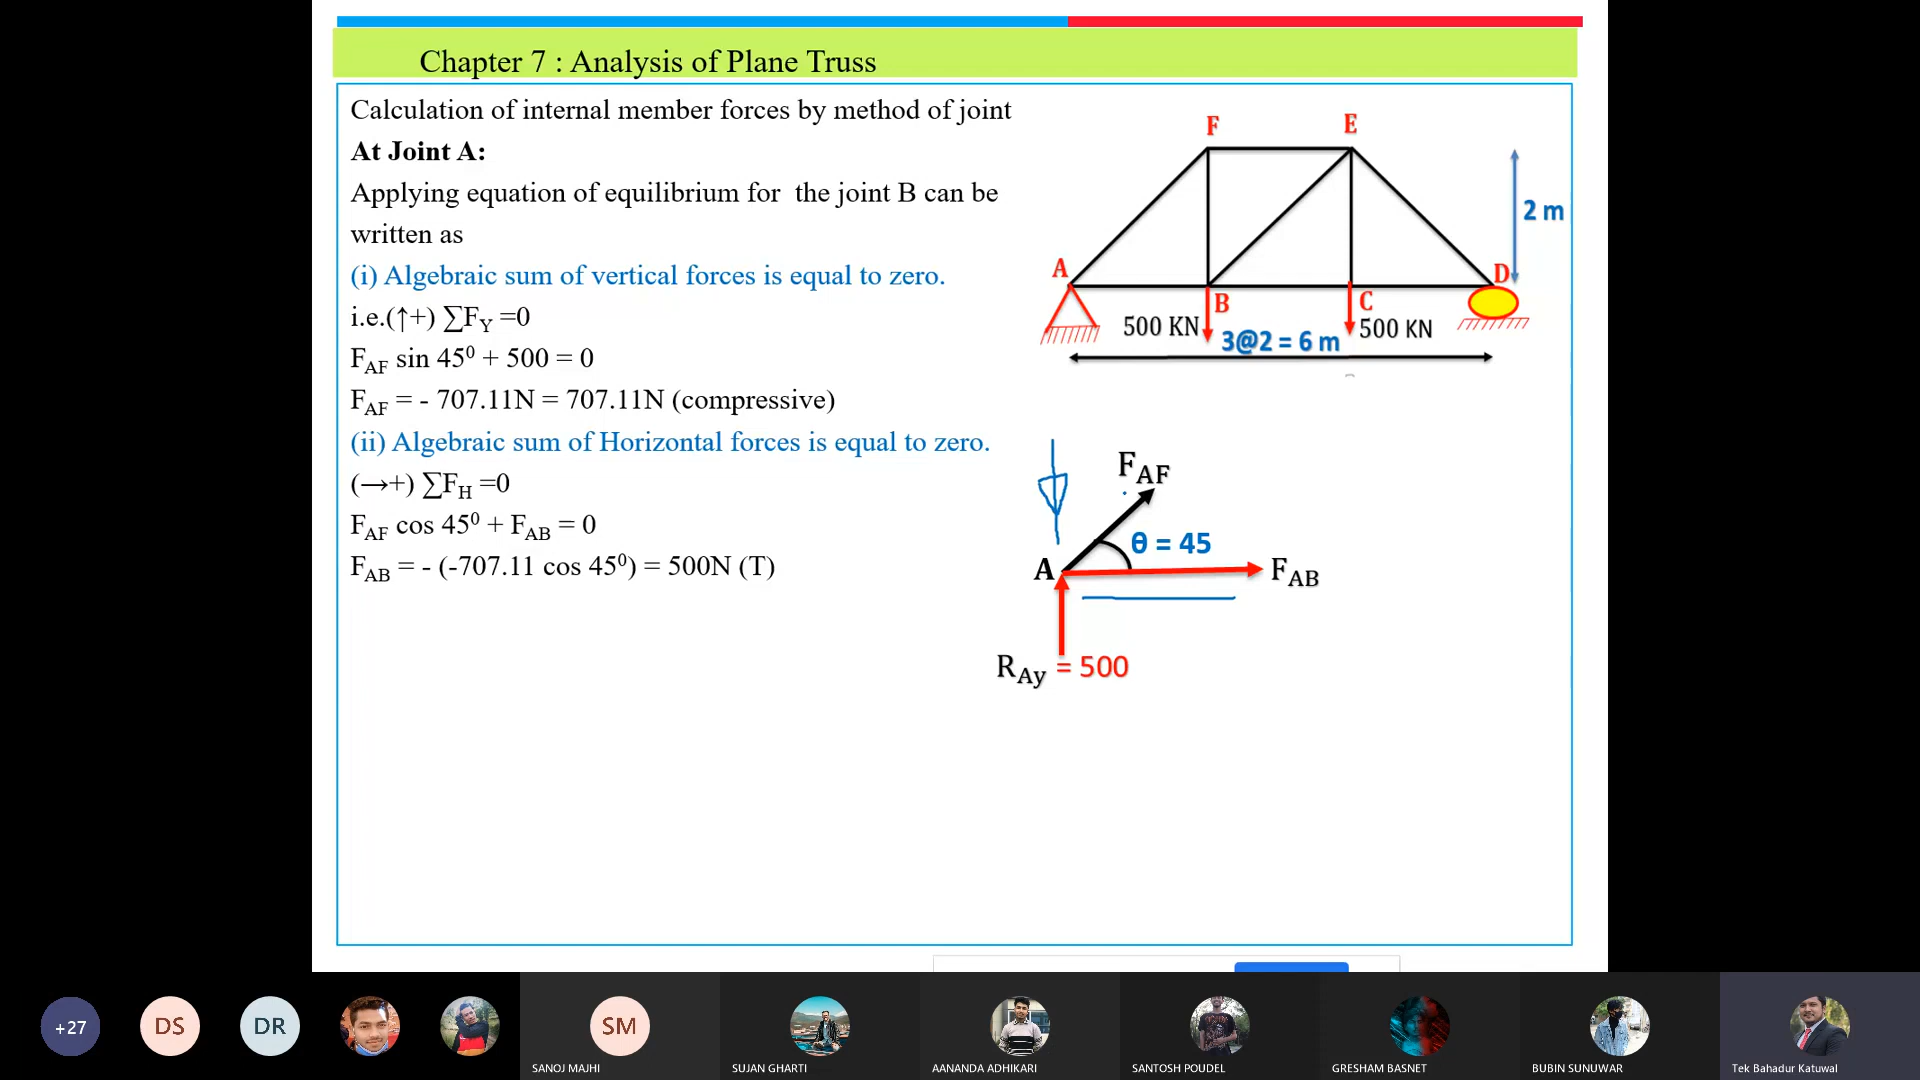 Chapter 7 : Analysis of Plane Truss
Calculation of internal member forces by method of joint
At Joint A:
Applying equation of equilibrium for the joint B can be
written as
(i) Algebraic sum of vertical forces is equal to zero.
i.e.(↑+) ∑FY =0
FAF sin 45⁰ + 500 = 0
FAF = - 707.11N = 707.11N (compressive)
(ii) Algebraic sum of Horizontal forces is equal to zero.
(→+) ∑FH =0
FAF cos 45⁰ + FAB = 0
FAB = - (-707.11 cos 45⁰) = 500N (T)
F
E
2 m
A
D
B
C
500 KN
3@2 = 6 m
500 KN
FAF
θ = 45
A
FAB
RAy = 500
+27
DS
DR
SM
SANOJ MAJHI
SUJAN GHARTI
AANANDA ADHIKARI
SANTOSH POUDEL
GRESHAM BASNET
BUBIN SUNUWAR
Tek Bahadur Katuwal